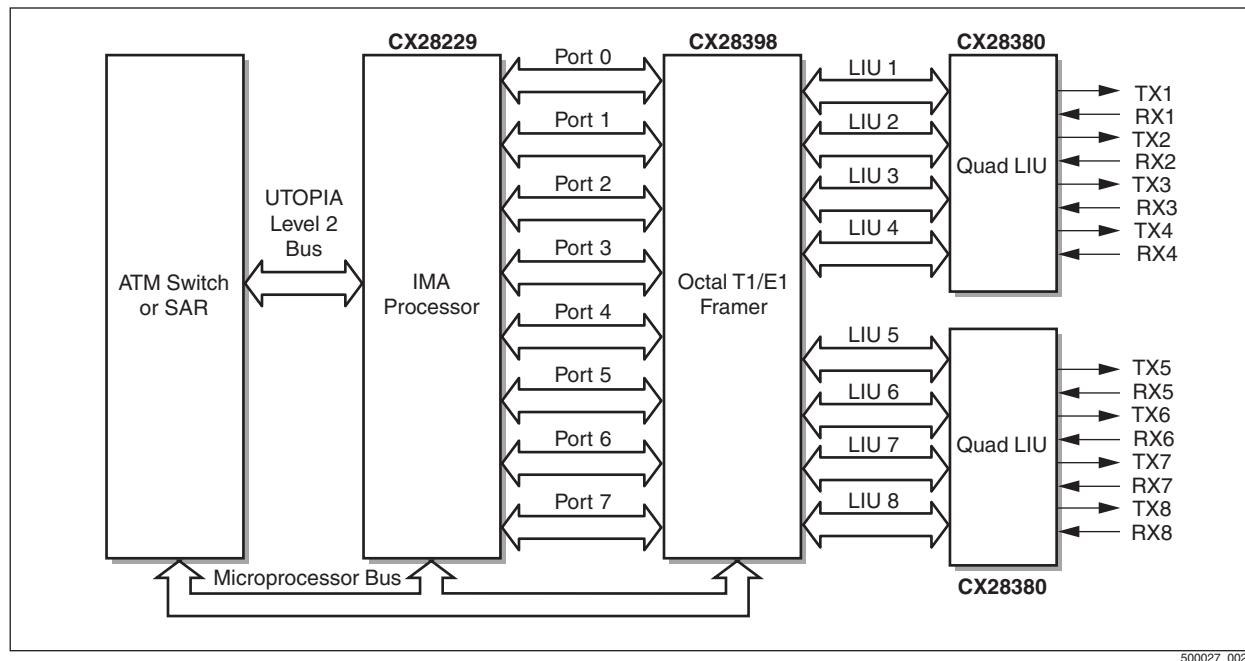 CX28229
CX28398
CX28380
ATM Switch
or SAR
UTOPIA
Level 2
Bus
IMA
Processor
Port 0
Port 1
Port 2
Port 3
Port 4
Port 5
Port 6
Port 7
Octal T1/E1
Framer
LIU 1
LIU 2
LIU 3
LIU 4
Quad LIU
TX1
RX1
TX2
RX2
TX3
RX3
TX4
RX4
LIU 5
LIU 6
LIU 7
LIU 8
Quad LIU
TX5
RX5
TX6
RX6
TX7
RX7
TX8
RX8
CX28380
Microprocessor Bus
500027_002